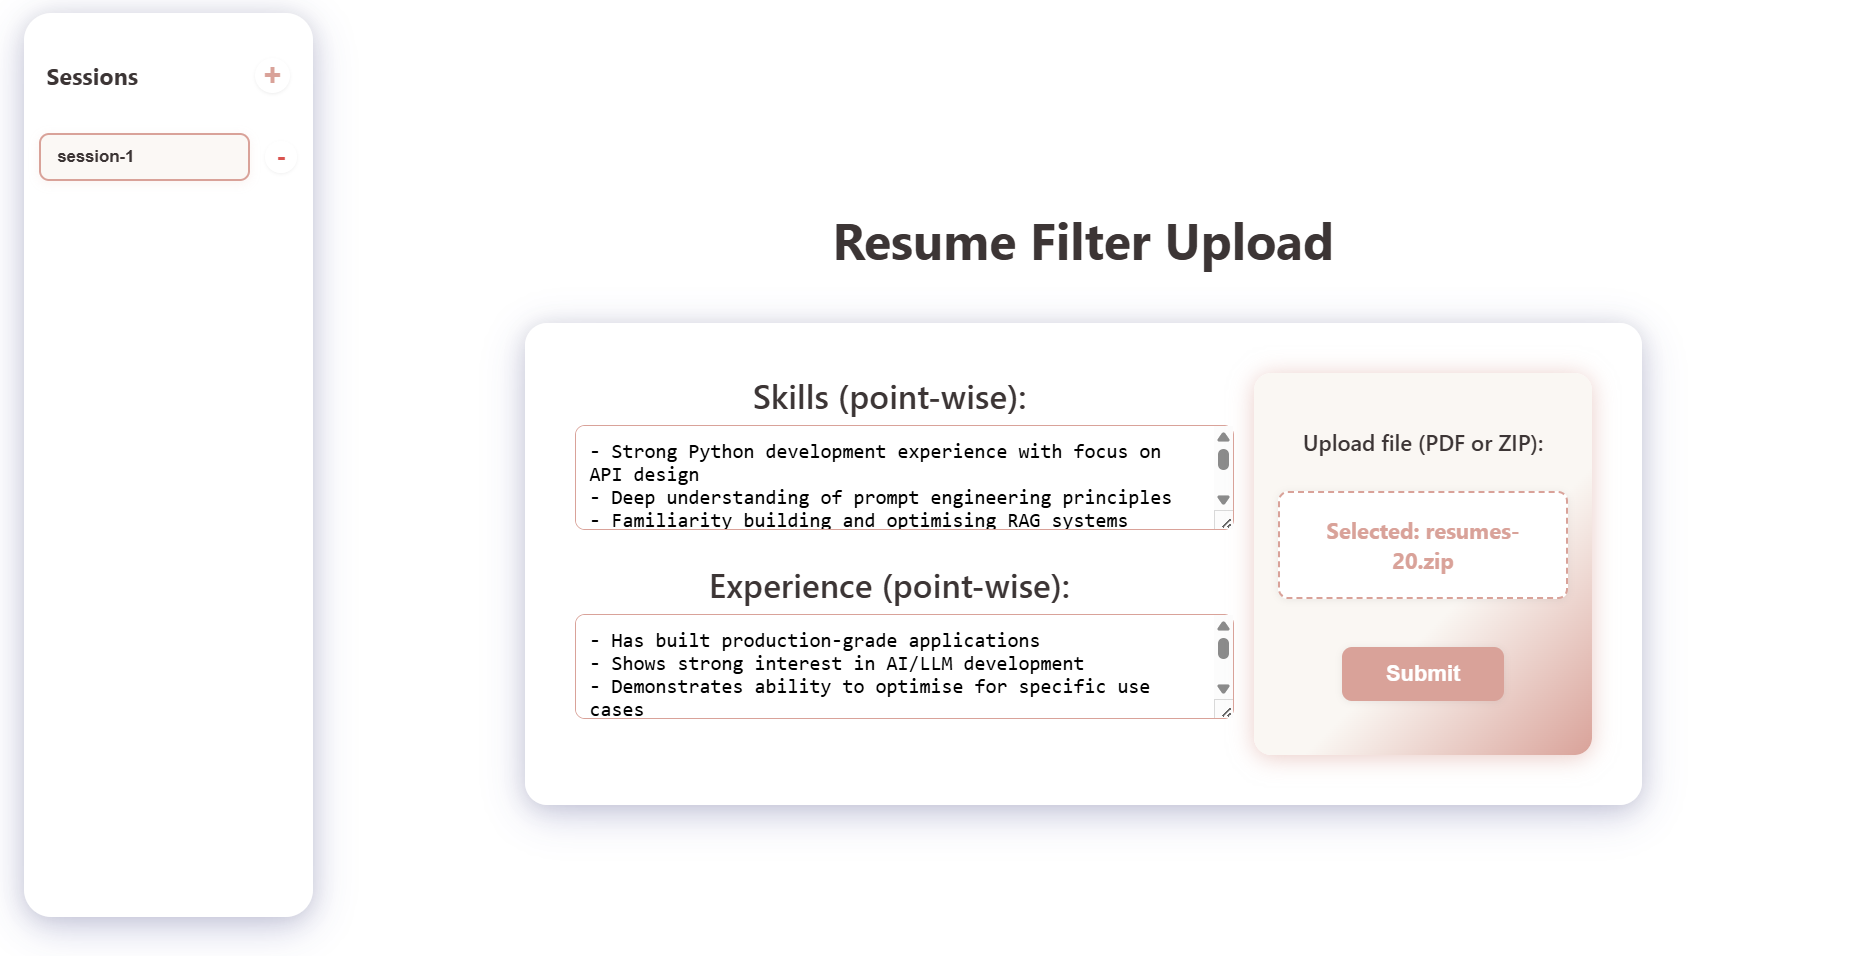 Sessions
+
session-1
-
Resume Filter Upload
Skills (point-wise):
- Strong Python development experience with focus on
API design
- Deep understanding of prompt engineering principles
- Familiarity building and optimising RAG systems
Experience (point-wise):
- Has built production-grade applications
- Shows strong interest in AI/LLM development
- Demonstrates ability to optimise for specific use
cases
Upload file (PDF or ZIP):
Selected: resumes-
20.zip
Submit